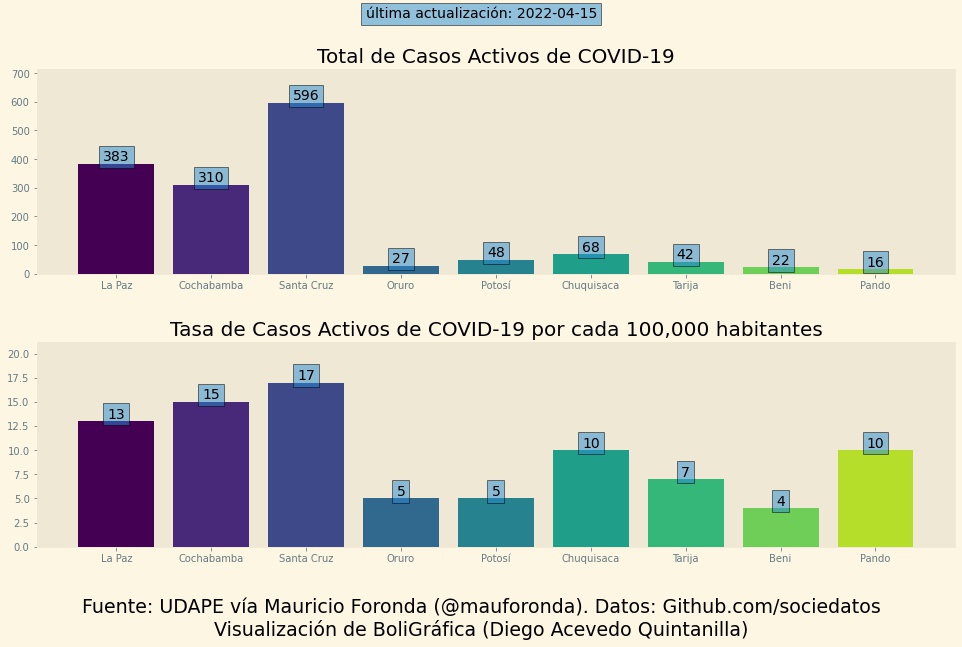 última actualización: 2022-04-15
Total de Casos Activos de COVID-19
700
600
500
400
300
200
100
0
383
310
596
27
48
68
42
22
16
La Paz
Cochabamba
Santa Cruz
Oruro
Potosí
Chuquisaca
Tarija
Beni
Pando
Tasa de Casos Activos de COVID-19 por cada 100,000 habitantes
20.0
17.5
15.0
12.5
10.0
7.5
5.0
2.5
0.0
13
15
17
5
5
10
7
4
10
La Paz
Cochabamba
Santa Cruz
Oruro
Potosí
Chuquisaca
Tarija
Beni
Pando
Fuente: UDAPE vía Mauricio Foronda (@mauforonda). Datos: Github.com/sociedatos
Visualización de BoliGráfica (Diego Acevedo Quintanilla)